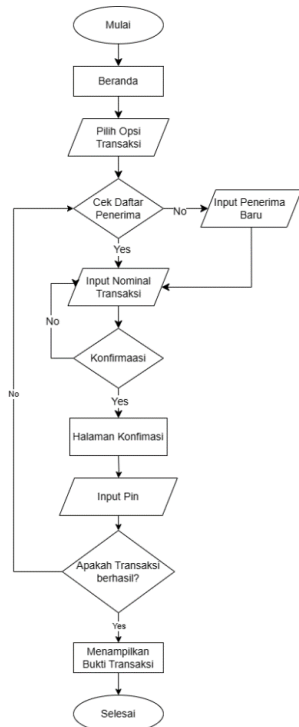 Mulai
Beranda
Pilih Opsi
Transaksi
Cek Daftar
Penerima
No
Input Penerima
Baru
Yes
Input Nominal
Transaksi
No
Konfirmaasi
Yes
No
Halaman Konfimasi
Input Pin
Apakah Transaksi
berhasil?
Yes
Menampilkan
Bukti Transaksi
Selesai